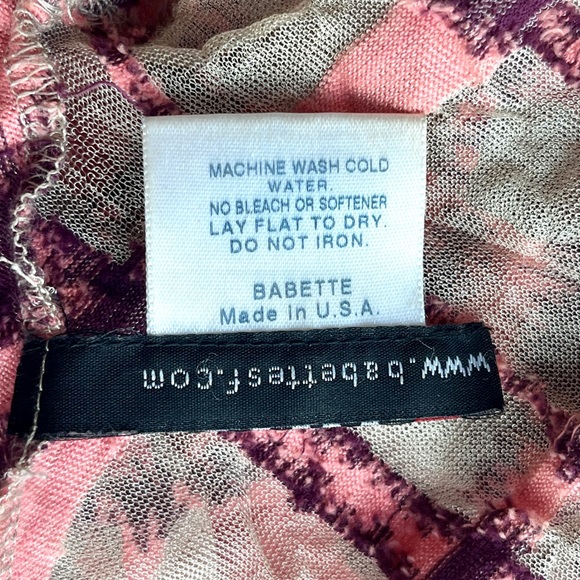 MACHINE WASH COLD
WATER.
NO BLEACH OR SOFTENER
LAY FLAT TO DRY.
DO NOT IRON.
BABETTE
Made In U.S.A.
www.babettesf.com